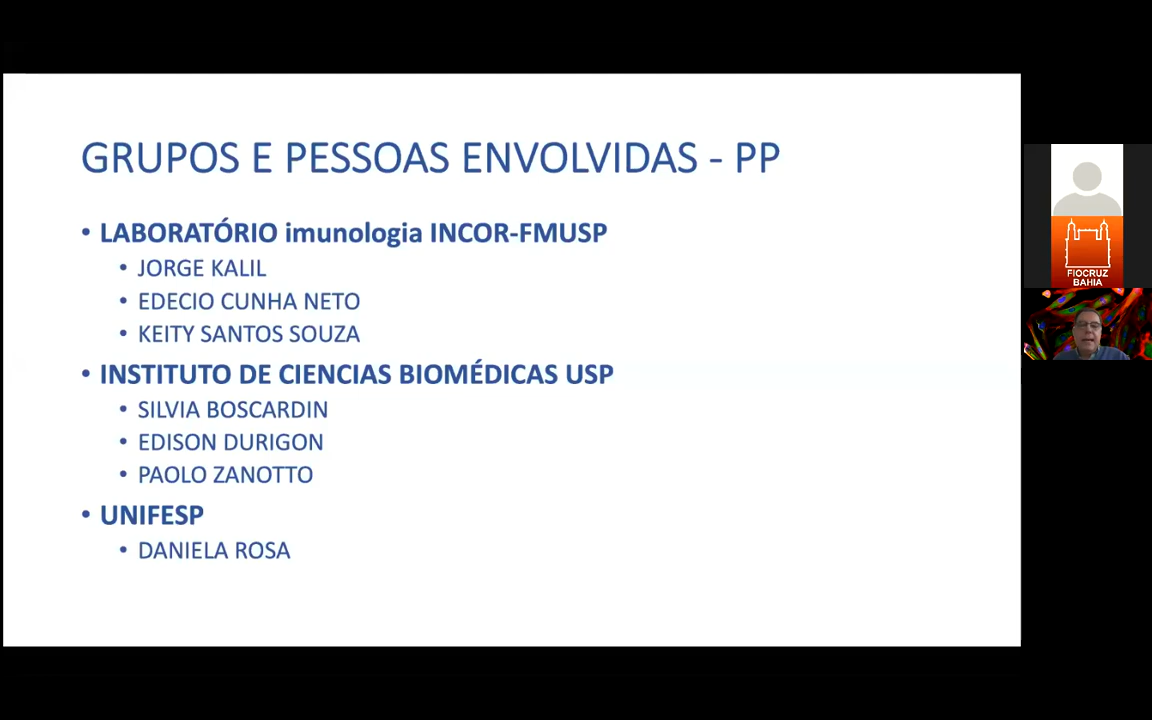 GRUPOS E PESSOAS ENVOLVIDAS - PP
• LABORATÓRIO imunologia INCOR-FMUSP
• JORGE KALIL
• EDECIO CUNHA NETO
• KEITY SANTOS SOUZA
• INSTITUTO DE CIENCIAS BIOMÉDICAS USP
• SILVIA BOSCARDIN
• EDISON DURIGON
• PAOLO ZANOTTO
• UNIFESP
• DANIELA ROSA
FIOCRUZ
BAHIA